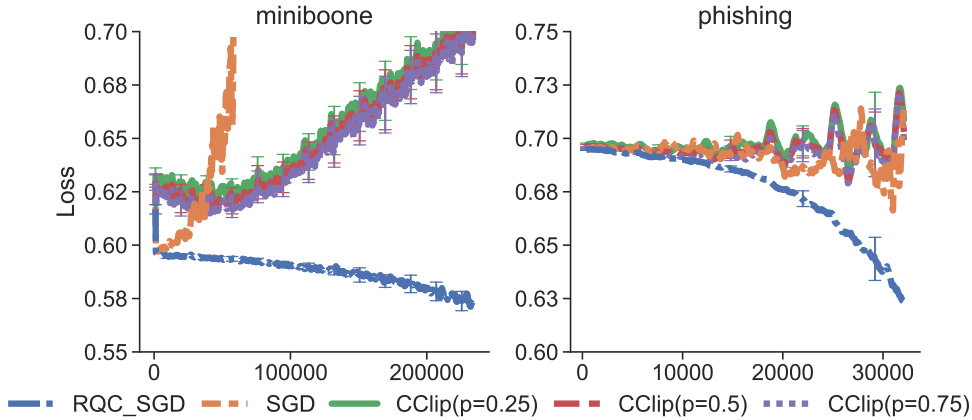 miniboone
phishing
Loss
0.70
0.68
0.65
0.62
0.60
0.58
0.55
0.75
0.73
0.70
0.68
0.65
0.63
0.60
0 100000 200000
0 10000 20000 30000
RQC_SGD SGD CClip(p=0.25) CClip(p=0.5) CClip(p=0.75)